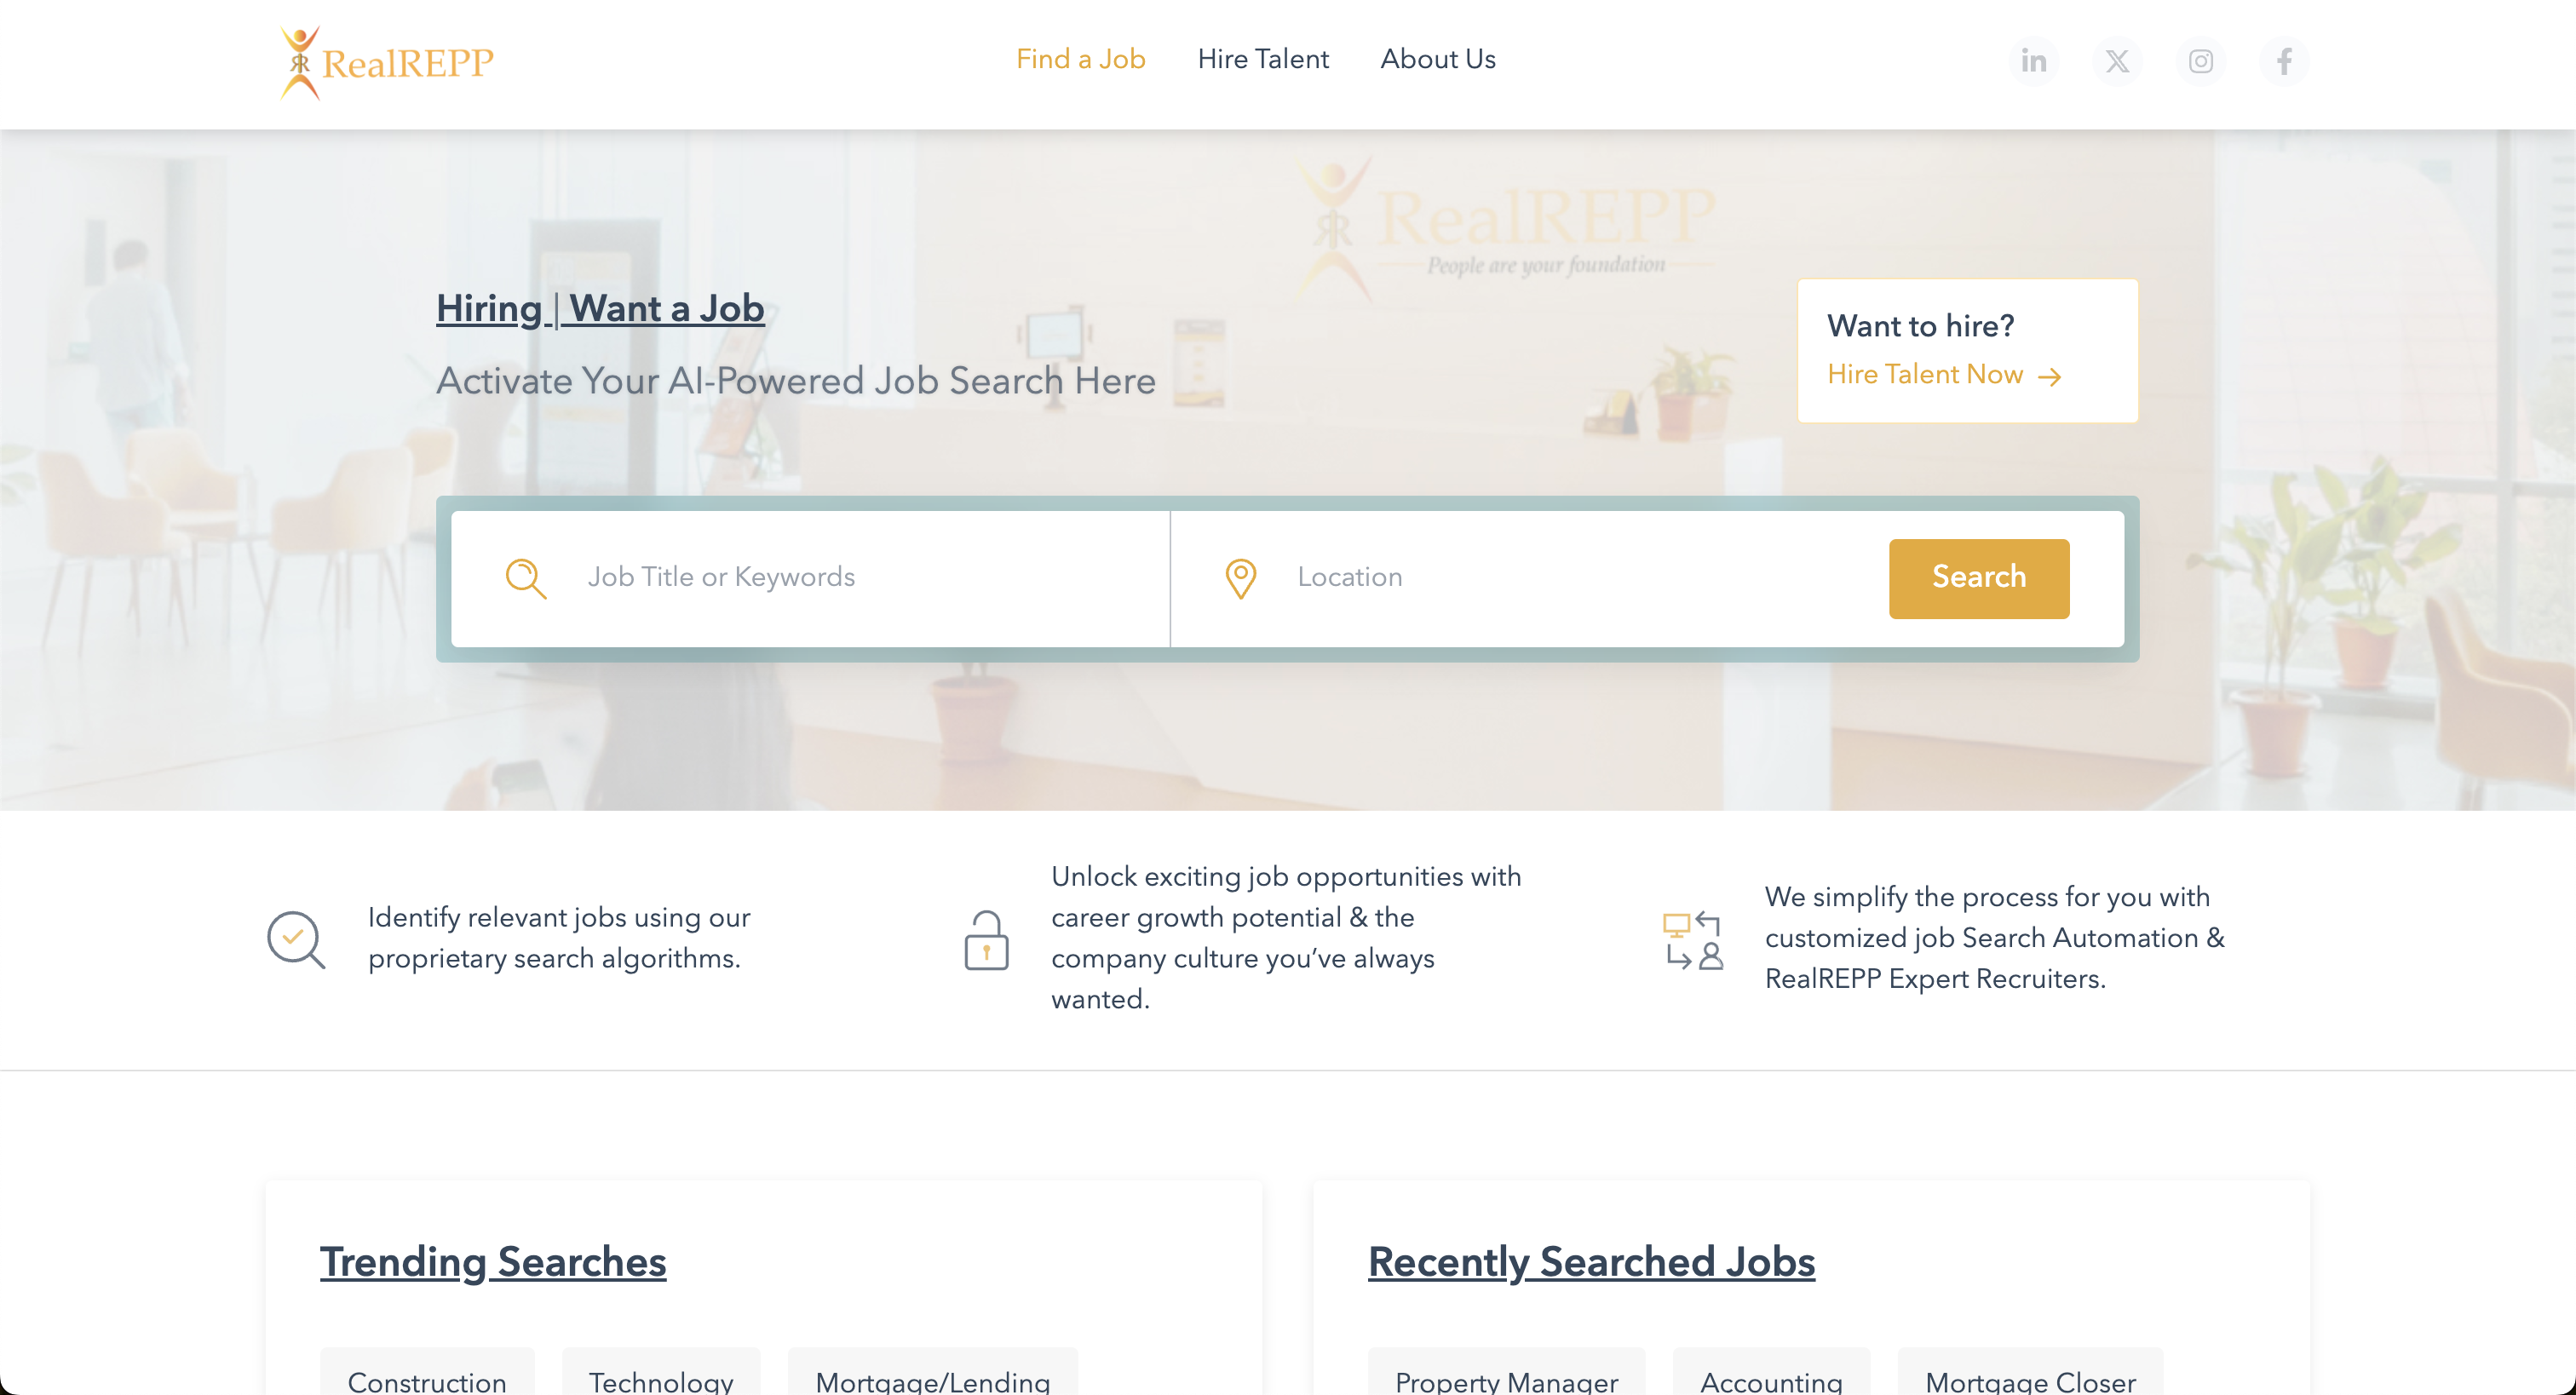 RR
RealREPP
Find a Job
Hire Talent
About Us
in
X
f
RR
RealREPP
People are your foundation
Hiring | Want a Job
Activate Your AI-Powered Job Search Here
Want to hire?
Hire Talent Now →
Job Title or Keywords
Location
Search
Identify relevant jobs using our
proprietary search algorithms.
Unlock exciting job opportunities with
career growth potential & the
company culture you’ve always
wanted.
We simplify the process for you with
customized job Search Automation &
RealREPP Expert Recruiters.
Trending Searches
Construction
Technology
Mortgage/Lending
Recently Searched Jobs
Property Manager
Accounting
Mortgage Closer